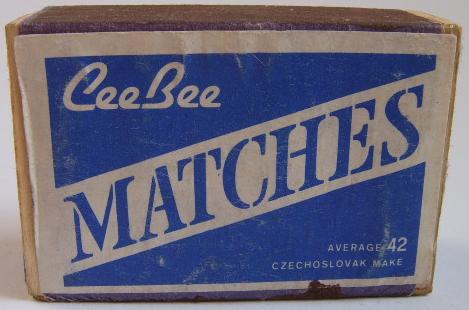 CeeBee
MATCHES
AVERAGE 42
CZECHOSLOVAK MAKE